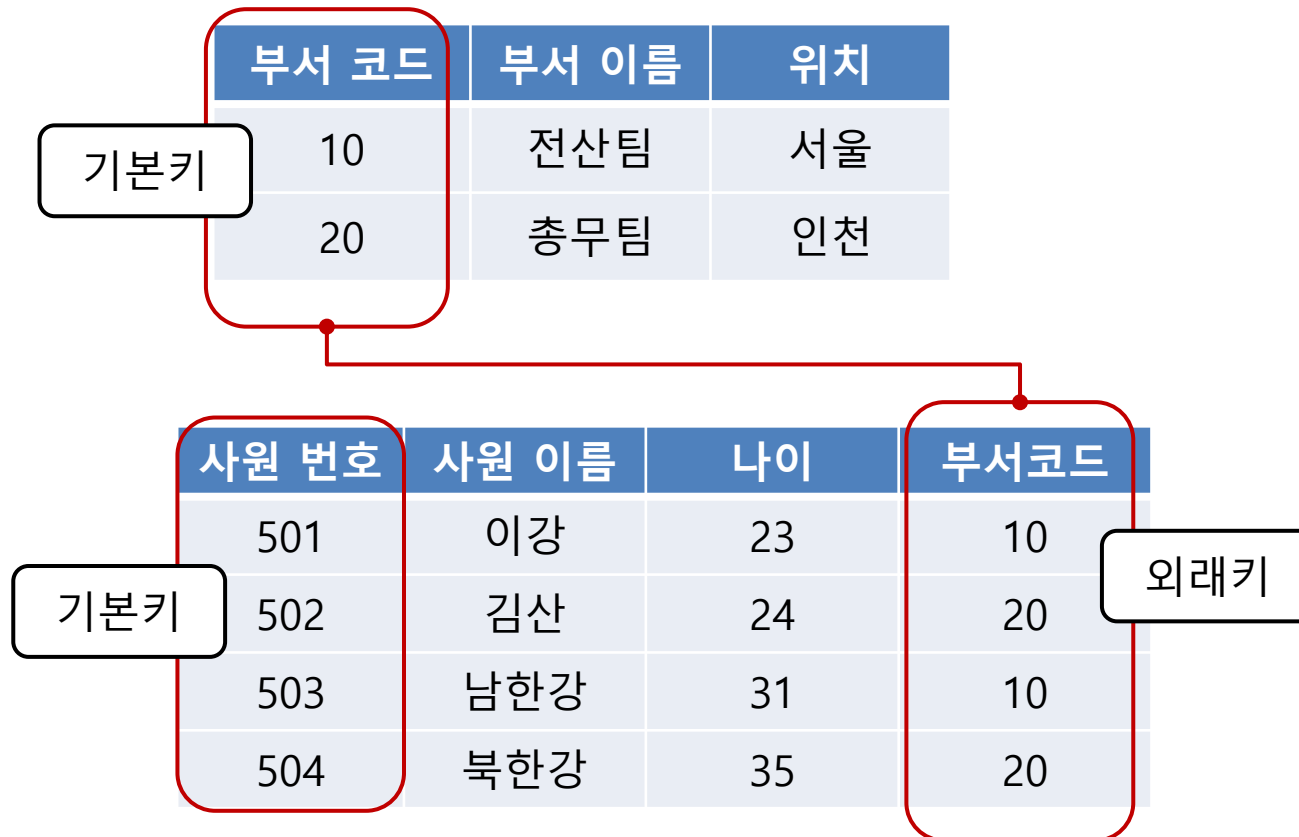 부서 코드 부서 이름 위치
기본키
10 전산팀 서울
20 총무팀 인천
사원 번호 사원 이름 나이 부서코드
501 이강 23 10
외래키
기본키
502 김산 24 20
503 남한강 31 10
504 북한강 35 20